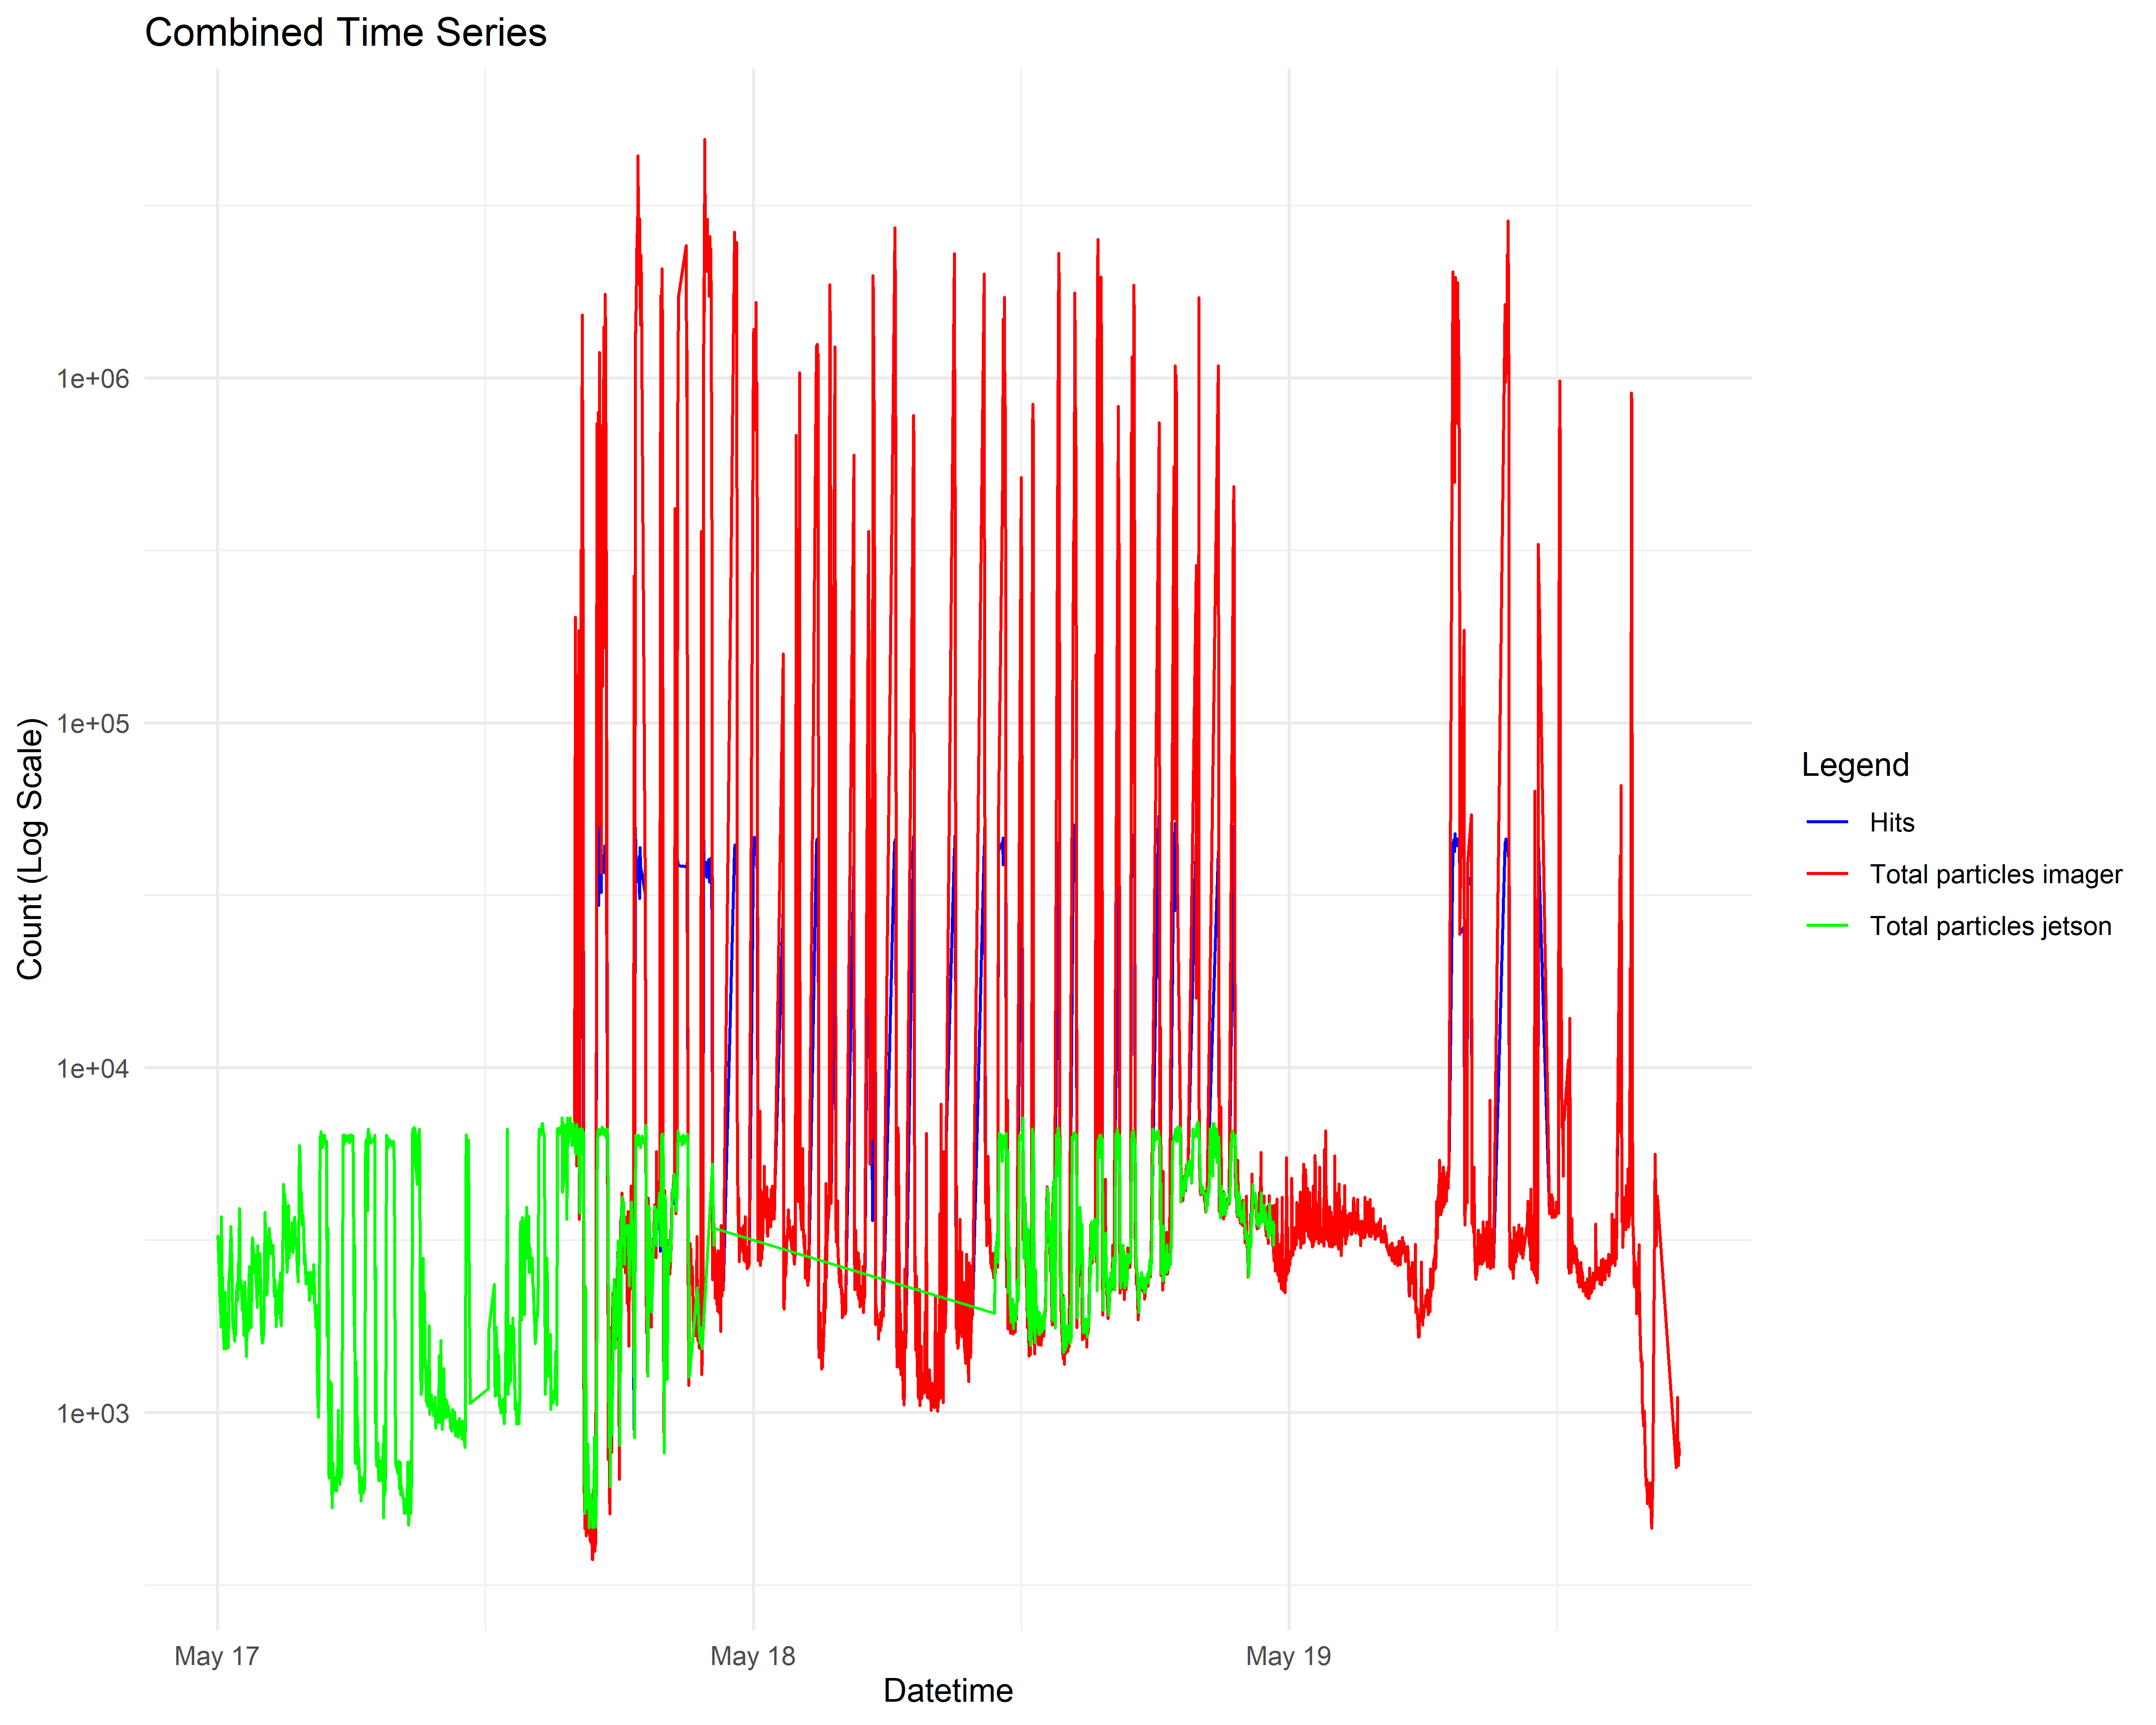 Combined Time Series
Count (Log Scale)
1e+06
1e+05
1e+04
1e+03
May 17
May 18
May 19
Datetime
Legend
Hits
Total particles imager
Total particles jetson